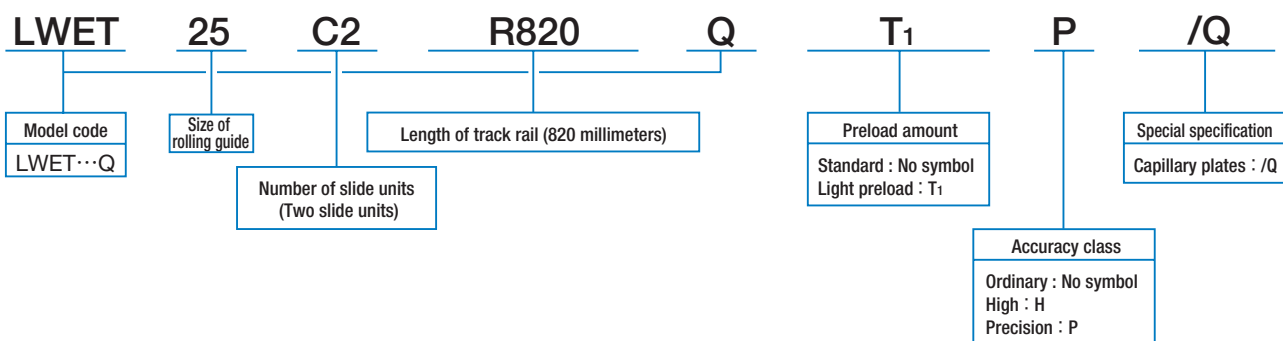 LWET 25 C2 R820 Q T1 P /Q
Model code
LWET···Q
Size of
rolling guide
Number of slide units
(Two slide units)
Length of track rail (820 millimeters)
Preload amount
Standard : No symbol
Light preload : T1
Accuracy class
Ordinary : No symbol
High : H
Precision : P
Special specification
Capillary plates : /Q